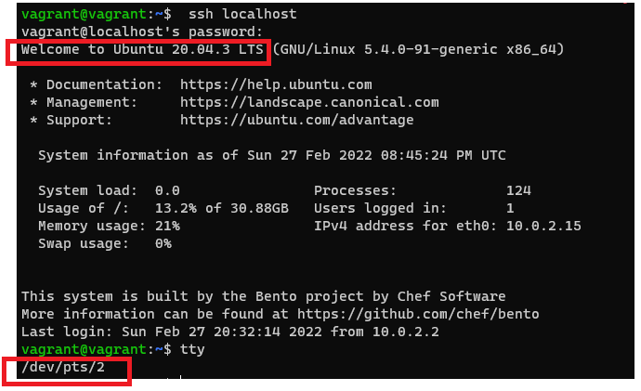 vagrant@vagrant:~$  ssh localhost
vagrant@localhost's password:
Welcome to Ubuntu 20.04.3 LTS (GNU/Linux 5.4.0-91-generic x86_64)
* Documentation:  https://help.ubuntu.com
* Management:     https://landscape.canonical.com
* Support:        https://ubuntu.com/advantage
System information as of Sun 27 Feb 2022 08:45:24 PM UTC
System load:  0.0                Processes:             124
Usage of /:   13.2% of 30.88GB   Users logged in:       1
Memory usage: 21%                IPv4 address for eth0: 10.0.2.15
Swap usage:   0%
This system is built by the Bento project by Chef Software
More information can be found at https://github.com/chef/bento
Last login: Sun Feb 27 20:32:14 2022 from 10.0.2.2
vagrant@vagrant:~$ tty
/dev/pts/2